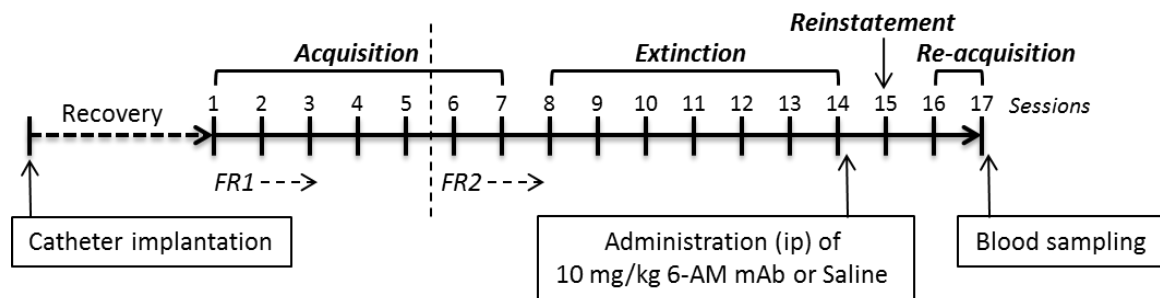 Reinstatement
Acquisition Extinction Re-acquisition
Recovery 1 2 3 4 5 6 7 8 9 10 11 12 13 14 15 16 17 Sessions
FR1 FR2
Catheter implantation
Administration (ip) of
10 mg/kg 6-AM mAb or Saline
Blood sampling